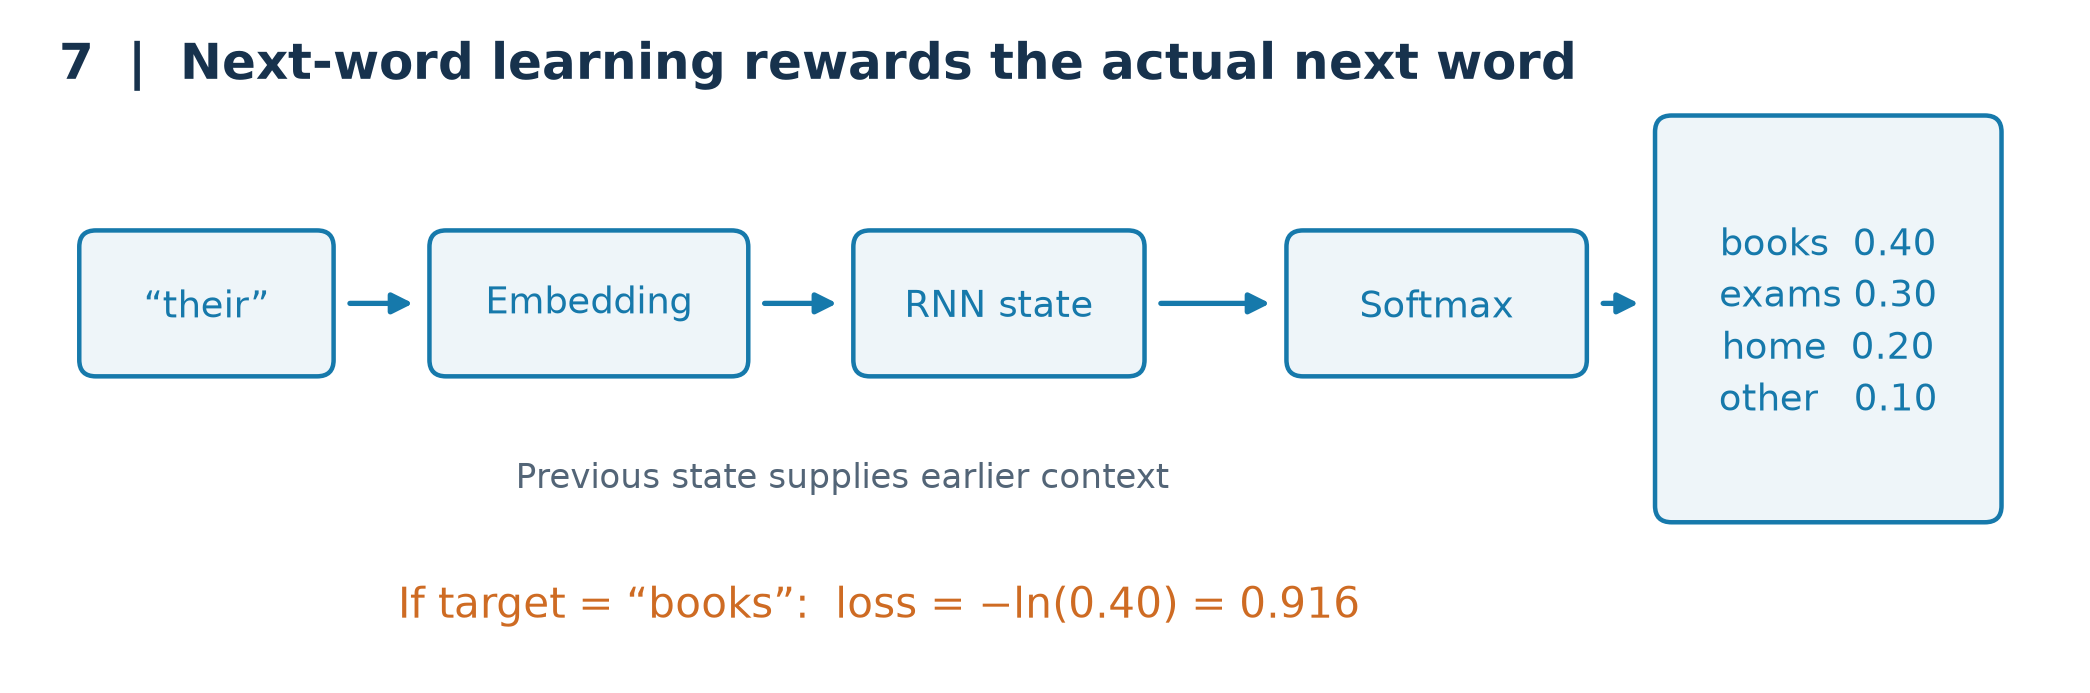 7 | Next-word learning rewards the actual next word
“their”
Embedding
RNN state
Softmax
books 0.40
exams 0.30
home 0.20
other 0.10
Previous state supplies earlier context
If target = “books”: loss = −ln(0.40) = 0.916